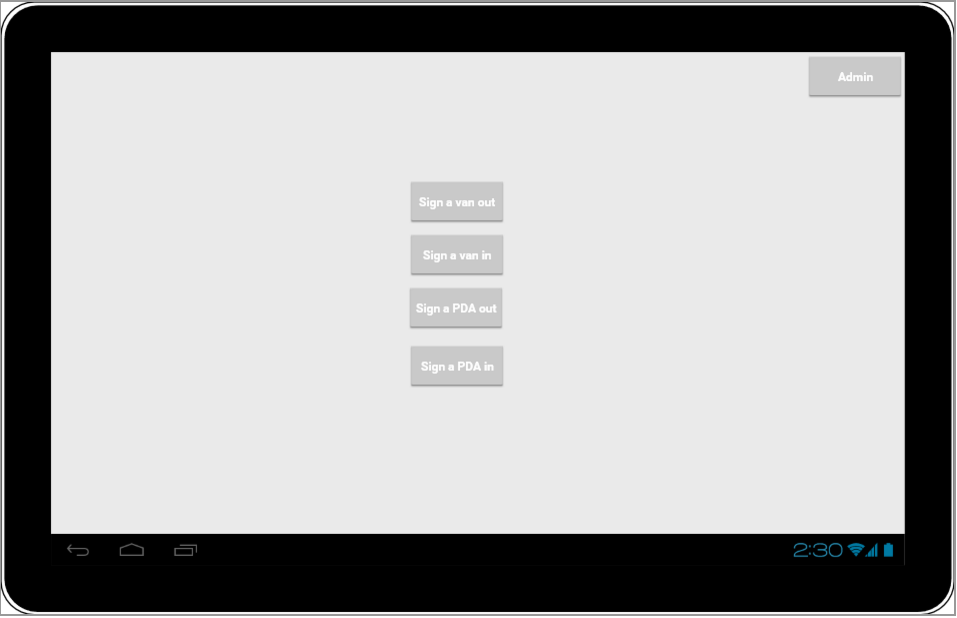 Admin
Sign a van out
Sign a van in
Sign a PDA out
Sign a PDA in
2:30